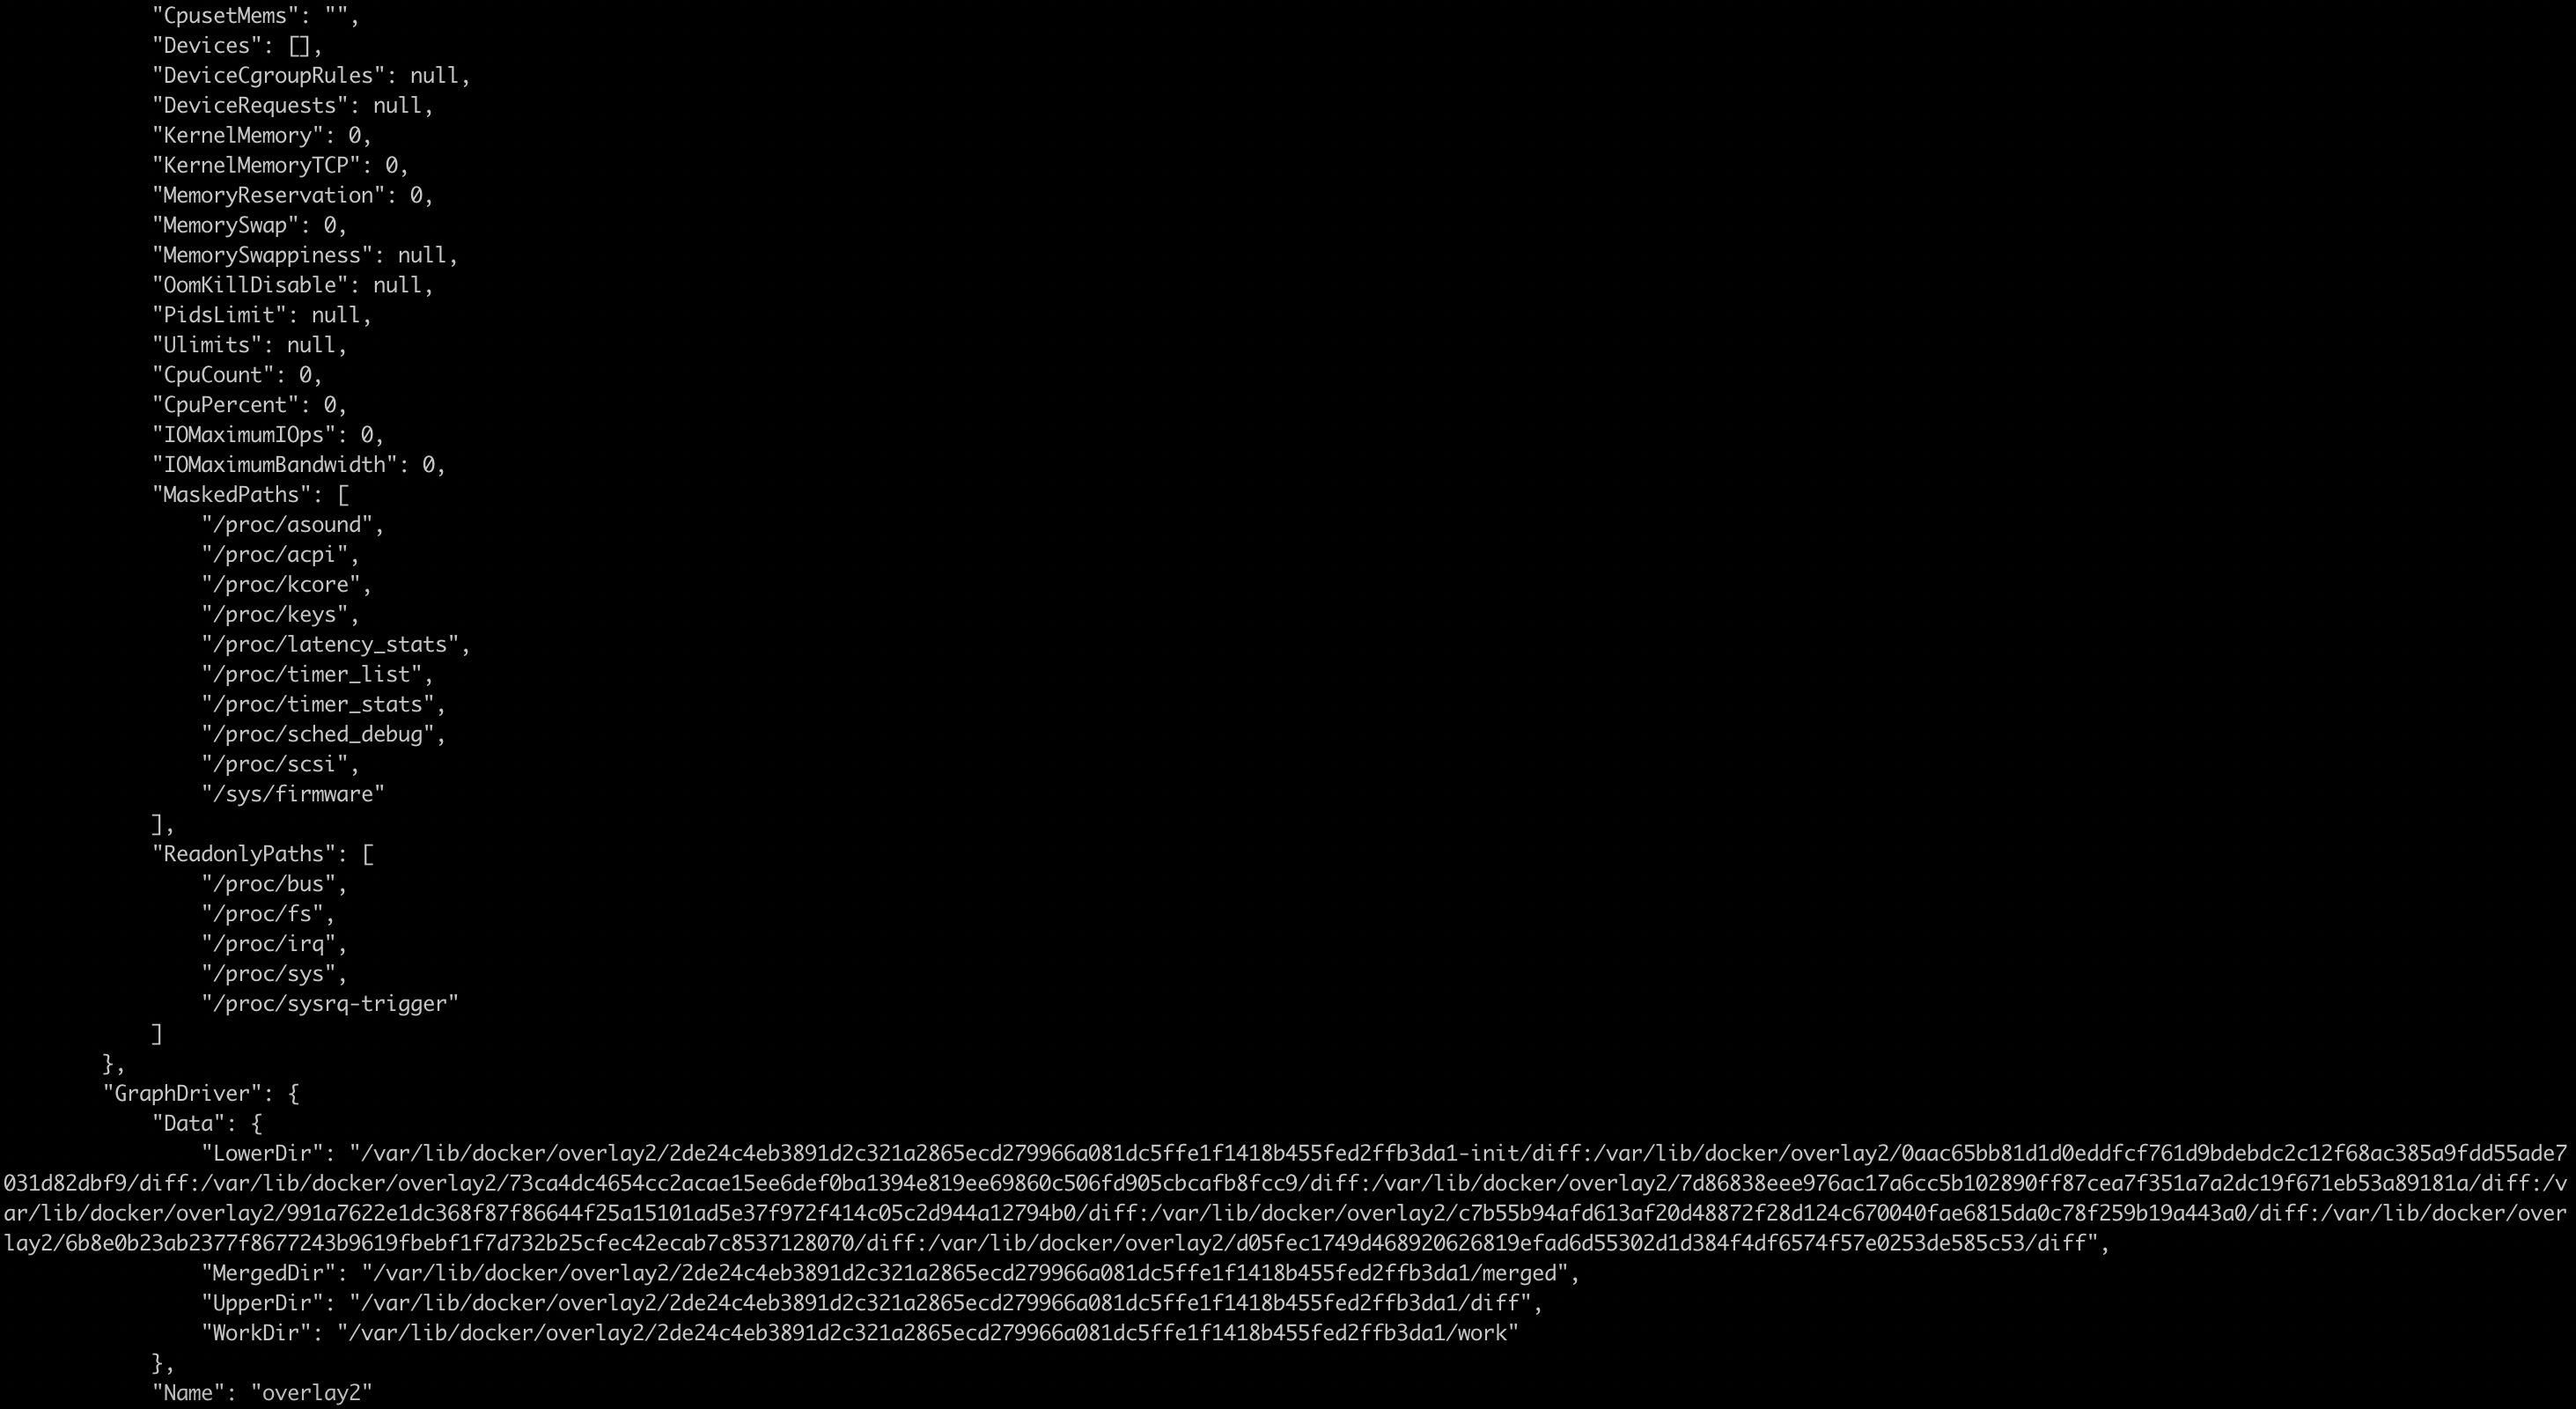 "CpusetMems": "",
"Devices": [],
"DeviceCgroupRules": null,
"DeviceRequests": null,
"KernelMemory": 0,
"KernelMemoryTCP": 0,
"MemoryReservation": 0,
"MemorySwap": 0,
"MemorySwappiness": null,
"OomKillDisable": null,
"PidsLimit": null,
"Ulimits": null,
"CpuCount": 0,
"CpuPercent": 0,
"IOMaximumIOps": 0,
"IOMaximumBandwidth": 0,
"MaskedPaths": [
"/proc/asound",
"/proc/acpi",
"/proc/kcore",
"/proc/keys",
"/proc/latency_stats",
"/proc/timer_list",
"/proc/timer_stats",
"/proc/sched_debug",
"/proc/scsi",
"/sys/firmware"
],
"ReadonlyPaths": [
"/proc/bus",
"/proc/fs",
"/proc/irq",
"/proc/sys",
"/proc/sysrq-trigger"
]
},
"GraphDriver": {
"Data": {
"LowerDir": "/var/lib/docker/overlay2/2de24c4eb3891d2c321a2865ecd279966a081dc5ffe1f1418b455fed2ffb3da1-init/diff:/var/lib/docker/overlay2/0aac65bb81d1d0eddfcf761d9bdebdc2c12f68ac385a9fdd55ade7
031d82dbf9/diff:/var/lib/docker/overlay2/73ca4dc4654cc2acae15ee6def0ba1394e819ee69860c506fd905cbcafb8fcc9/diff:/var/lib/docker/overlay2/7d86838eee976ac17a6cc5b102890ff87cea7f351a7a2dc19f671eb53a89181a/diff:/v
ar/lib/docker/overlay2/991a7622e1dc368f87f86644f25a15101ad5e37f972f414c05c2d944a12794b0/diff:/var/lib/docker/overlay2/c7b55b94afd613af20d48872f28d124c670040fae6815da0c78f259b19a443a0/diff:/var/lib/docker/over
lay2/6b8e0b23ab2377f8677243b9619fbebf1f7d732b25cfec42ecab7c8537128070/diff:/var/lib/docker/overlay2/d05fec1749d468920626819efad6d55302d1d384f4df6574f57e0253de585c53/diff",
"MergedDir": "/var/lib/docker/overlay2/2de24c4eb3891d2c321a2865ecd279966a081dc5ffe1f1418b455fed2ffb3da1/merged",
"UpperDir": "/var/lib/docker/overlay2/2de24c4eb3891d2c321a2865ecd279966a081dc5ffe1f1418b455fed2ffb3da1/diff",
"WorkDir": "/var/lib/docker/overlay2/2de24c4eb3891d2c321a2865ecd279966a081dc5ffe1f1418b455fed2ffb3da1/work"
},
"Name": "overlay2"